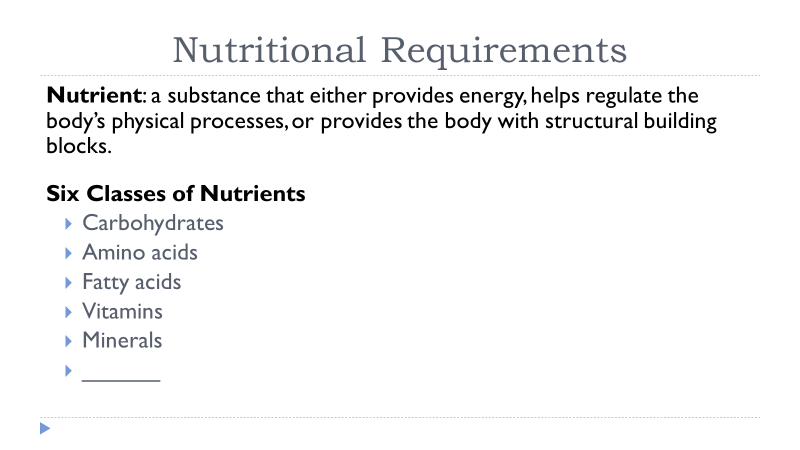 Nutritional Requirements
Nutrient: a substance that either provides energy, helps regulate the
body’s physical processes, or provides the body with structural building
blocks.
Six Classes of Nutrients
Carbohydrates
Amino acids
Fatty acids
Vitamins
Minerals
_______